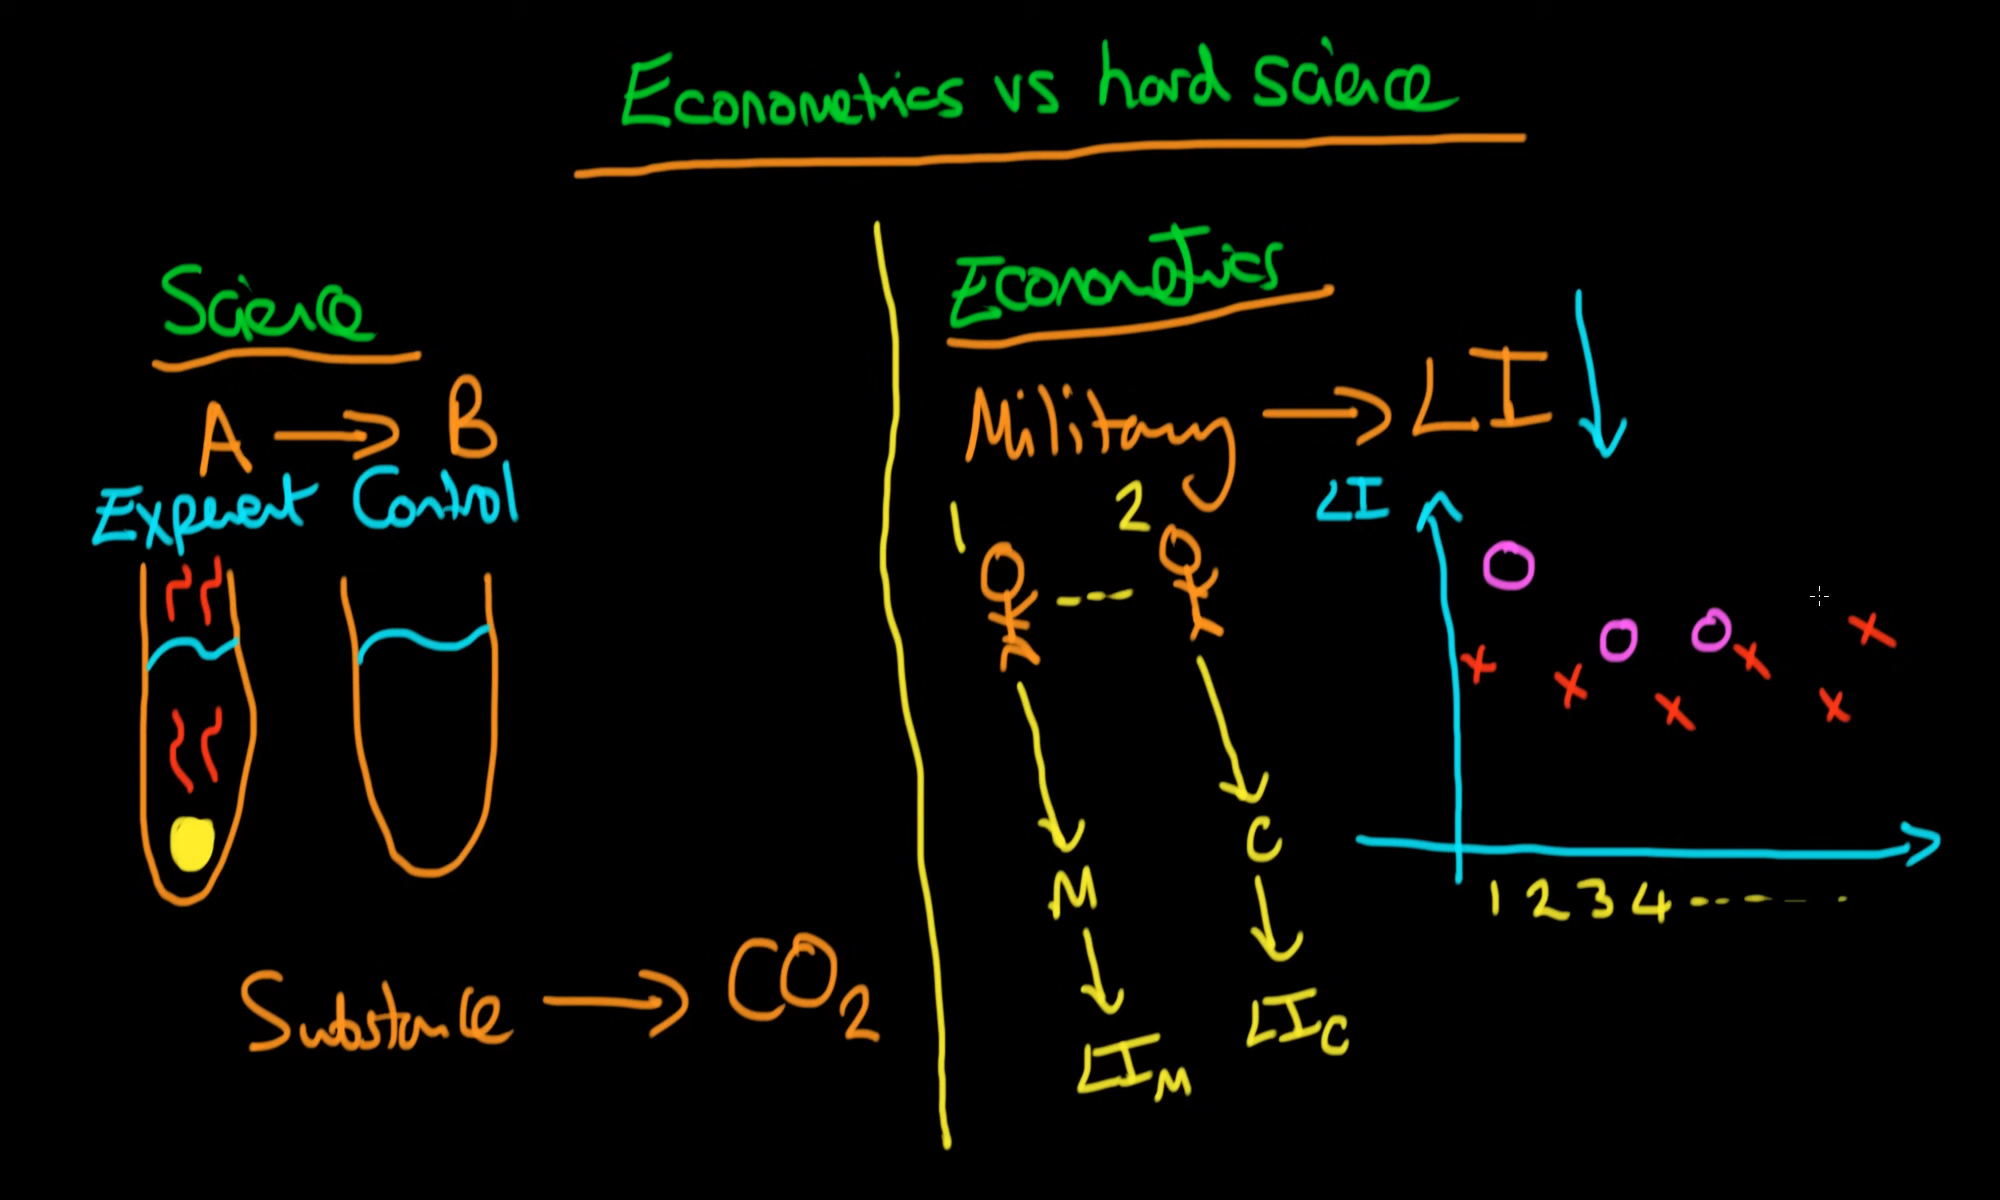 Econometrics vs hard science
Science
A → B
Experiment Control
Substance → CO2
Econometrics
Military → LI ↓
1 2
M
C
LIM
LIC
LI
1 2 3 4 -----